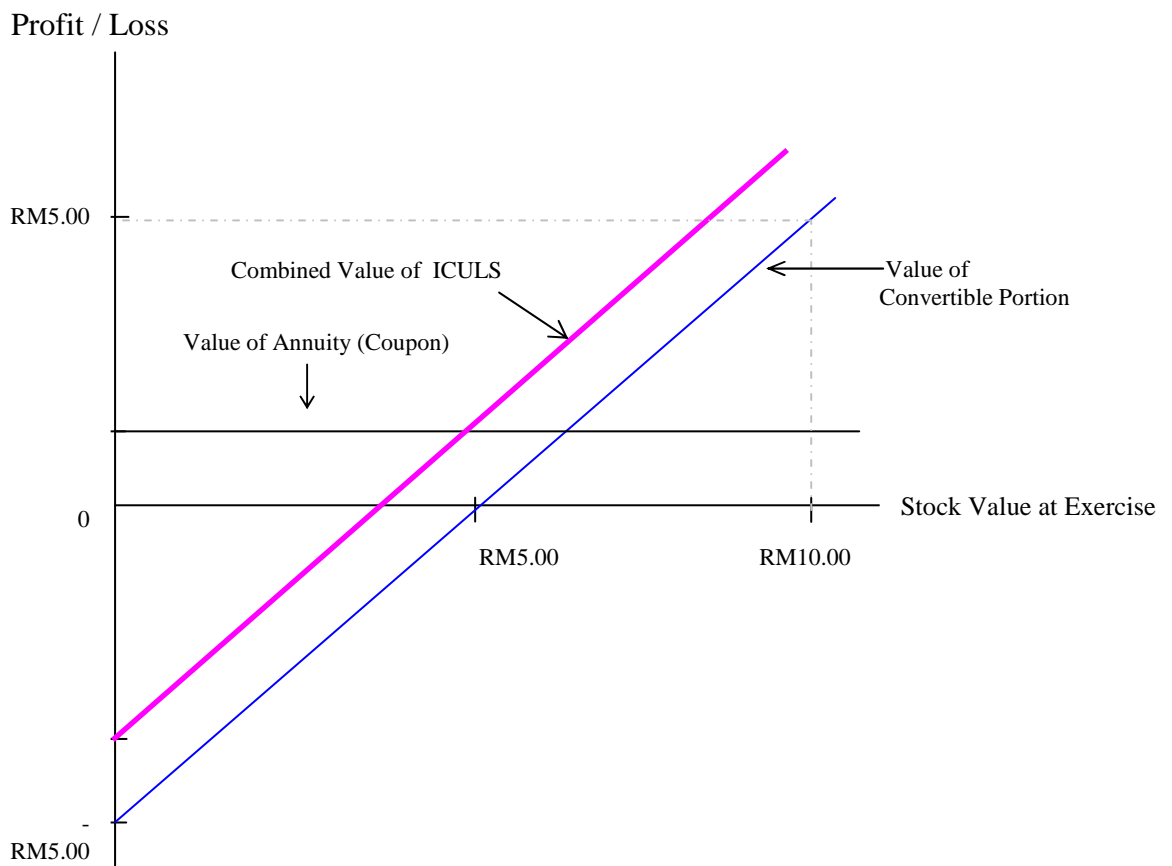 Profit / Loss
RM5.00
Combined Value of ICULS
Value of
Convertible Portion
Value of Annuity (Coupon)
0
Stock Value at Exercise
RM5.00
RM10.00
-
RM5.00